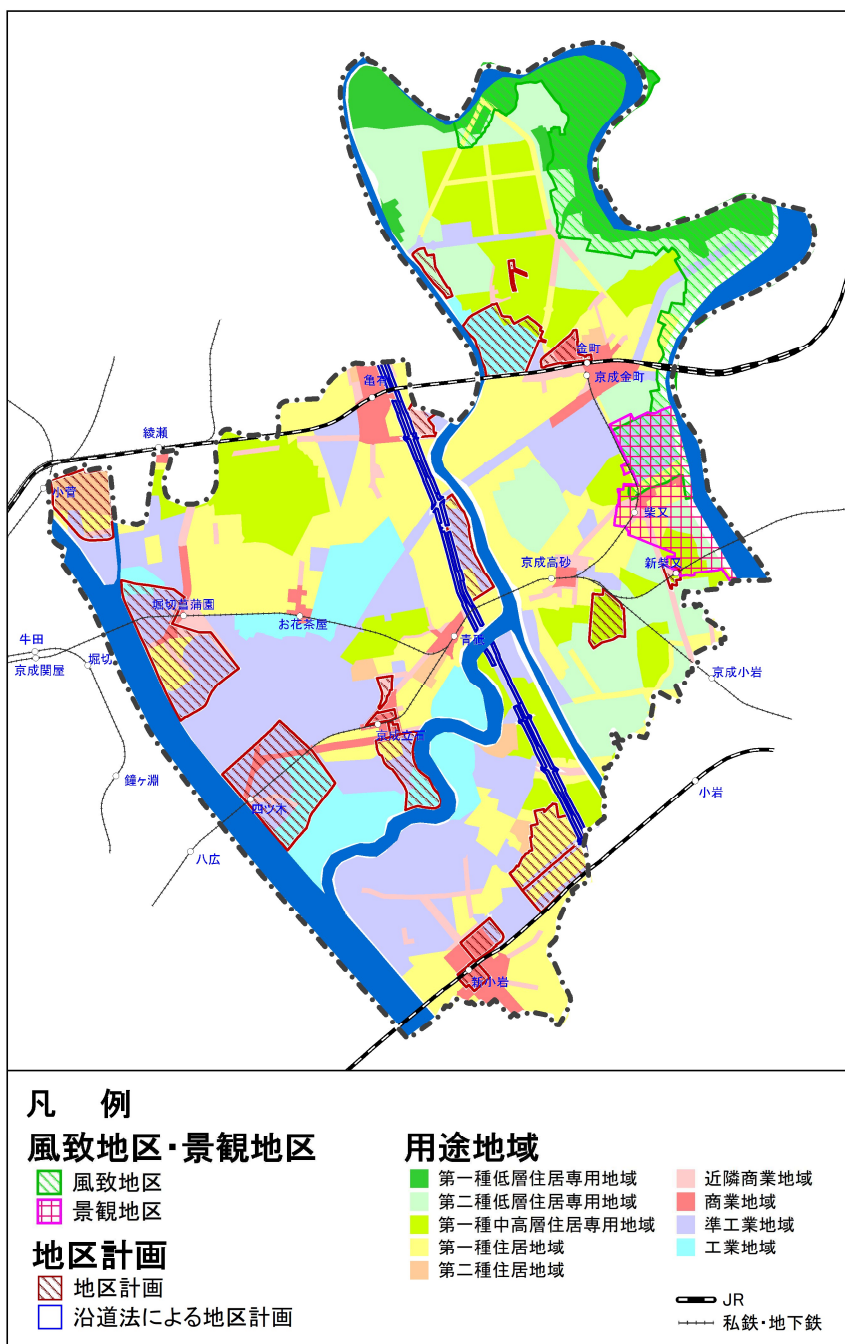 金町
京成金町
亀有
綾瀬
小菅
柴又
新柴又
京成高砂
堀切菖蒲園
お花茶屋
青砥
牛田
京成関屋
堀切
京成小岩
京成立石
鐘ヶ淵
小岩
四ツ木
八広
新小岩
凡 例
風致地区・景観地区
風致地区
景観地区
地区計画
地区計画
沿道法による地区計画
用途地域
第一種低層住居専用地域
第二種低層住居専用地域
第一種中高層住居専用地域
第一種住居地域
第二種住居地域
近隣商業地域
商業地域
準工業地域
工業地域
JR
私鉄・地下鉄